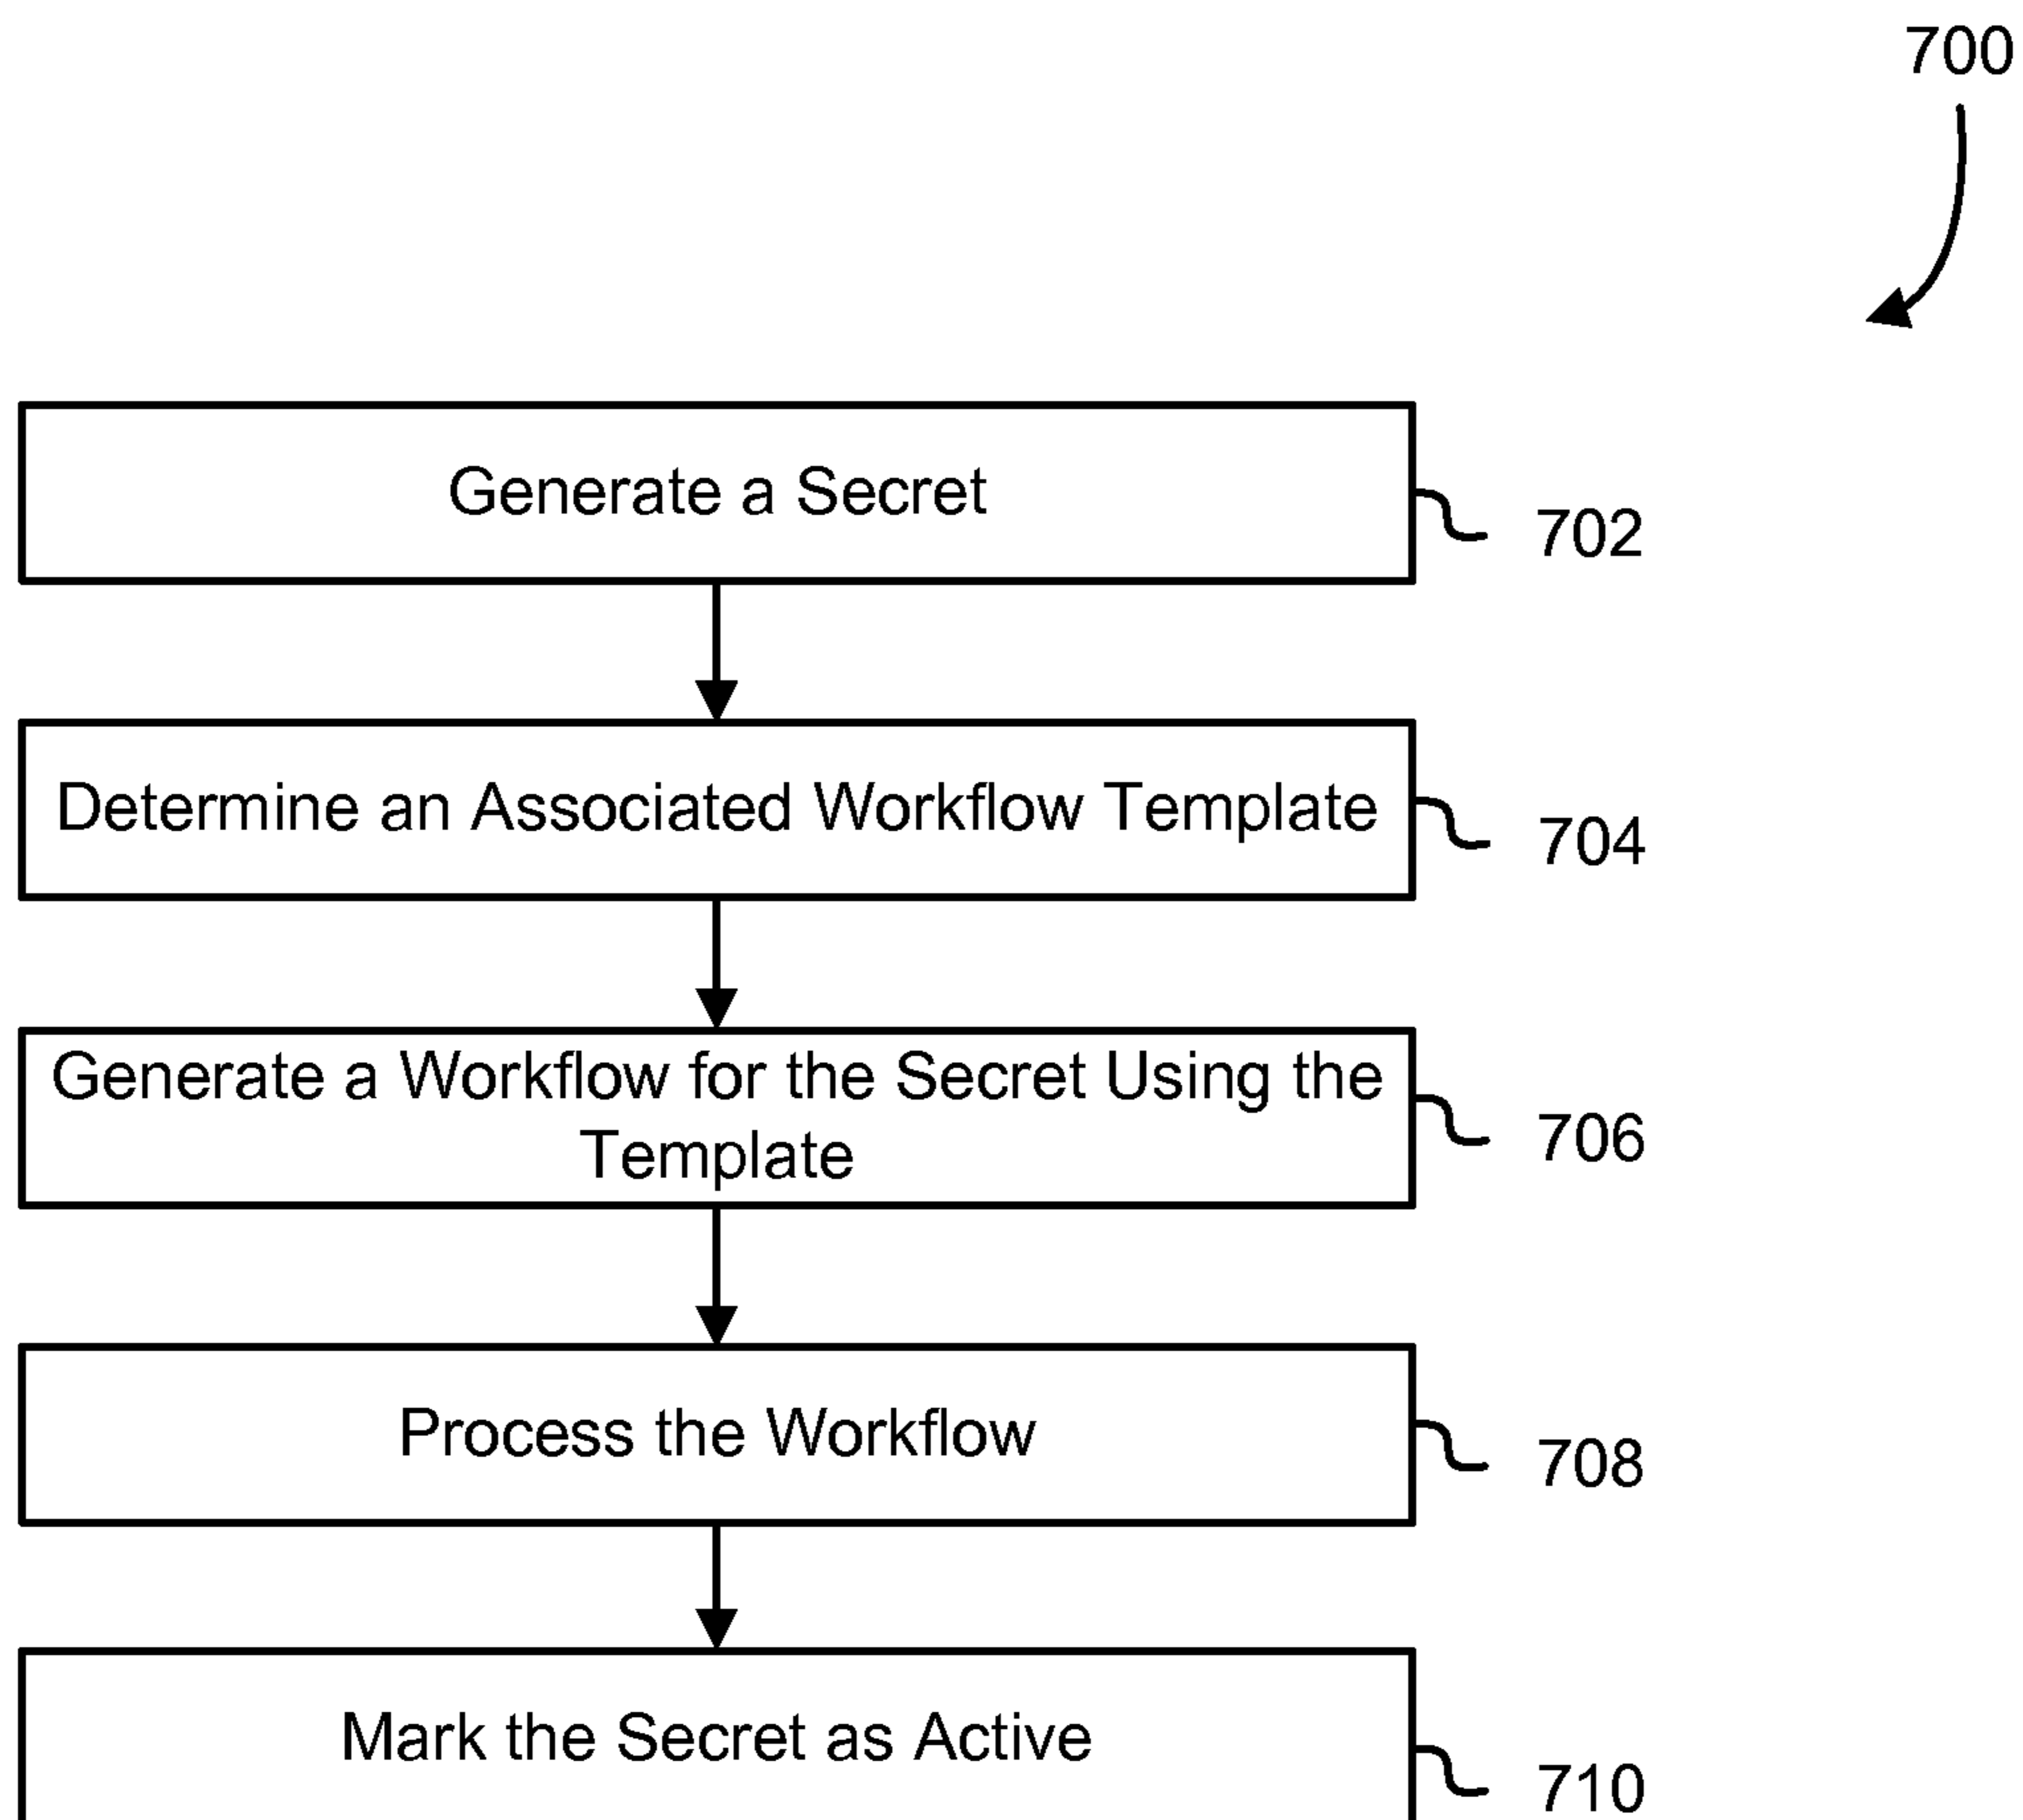 700
Generate a Secret
702
Determine an Associated Workflow Template
704
Generate a Workflow for the Secret Using the
Template
706
Process the Workflow
708
Mark the Secret as Active
710